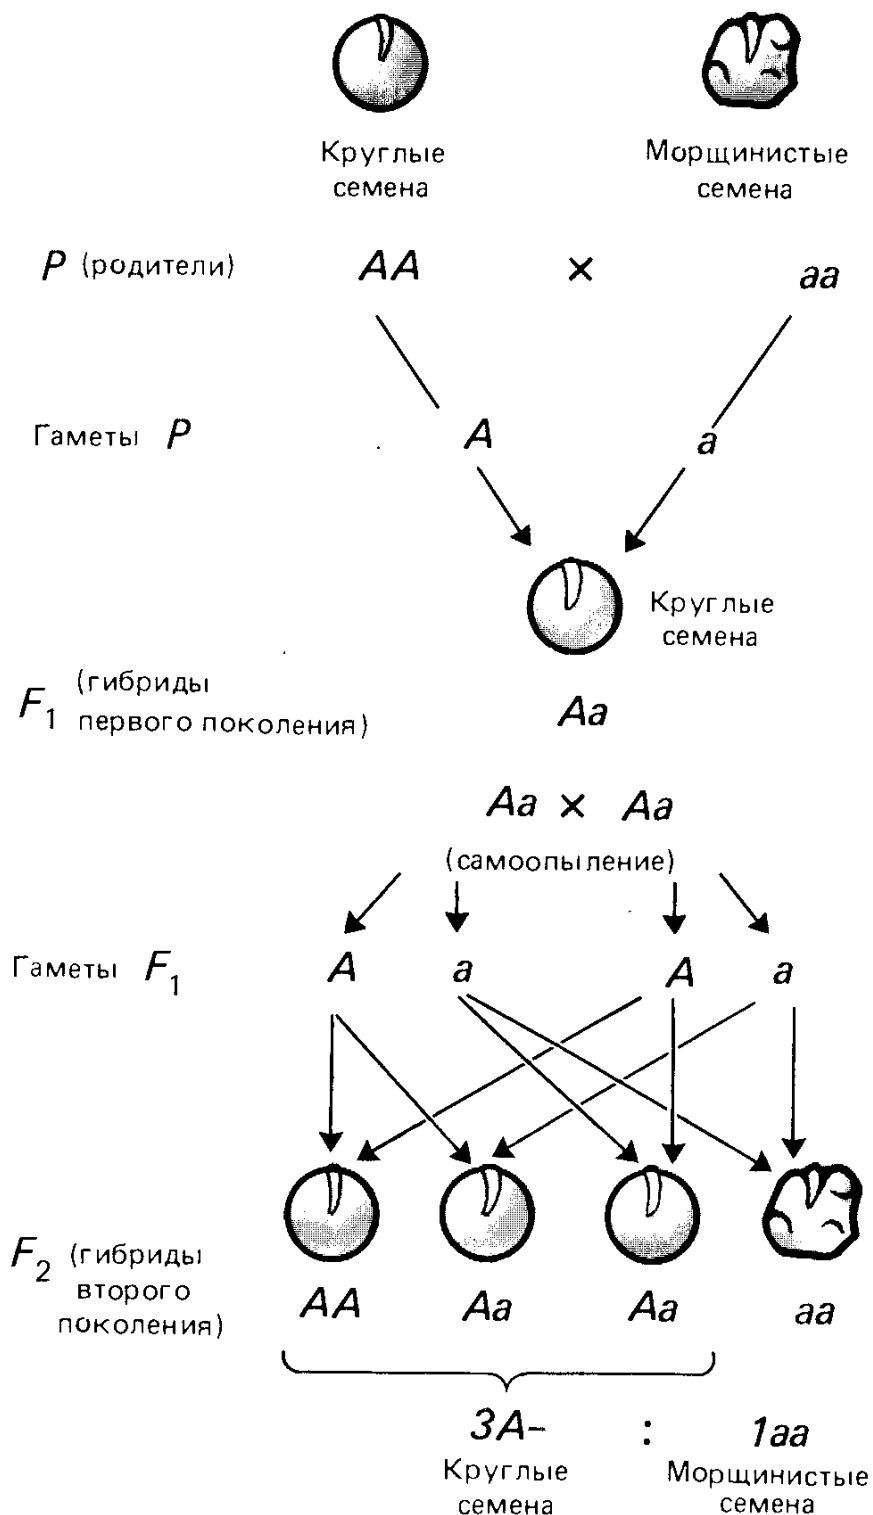 Круглые семена
Морщинистые семена
P (родители) AA × aa
Гаметы P A a
Круглые
семена
F₁ (гибриды
первого поколения)
Aa
Aa × Aa
(самоопыление)
Гаметы F₁ A a A a
F₂ (гибриды
второго
поколения)
AA Aa Aa aa
3A– : 1aa
Круглые семена
Морщинистые семена